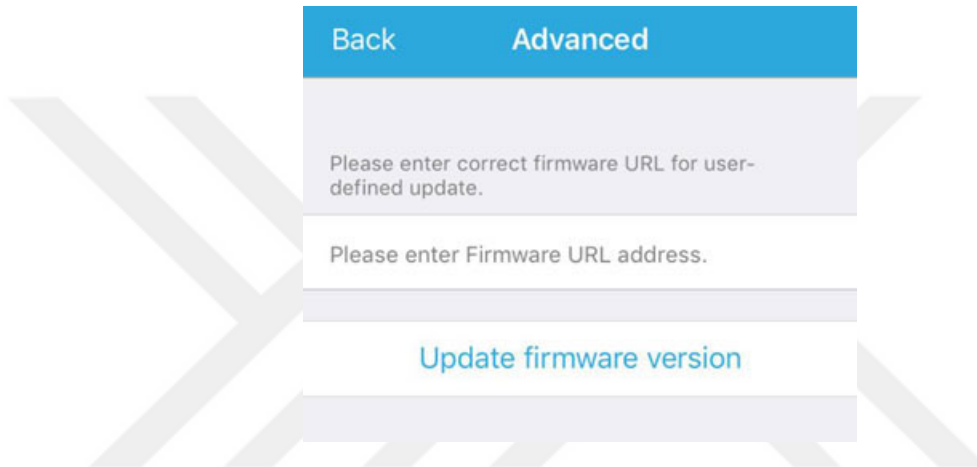 Back Advanced
Please enter correct firmware URL for user-
defined update.
Please enter Firmware URL address.
Update firmware version